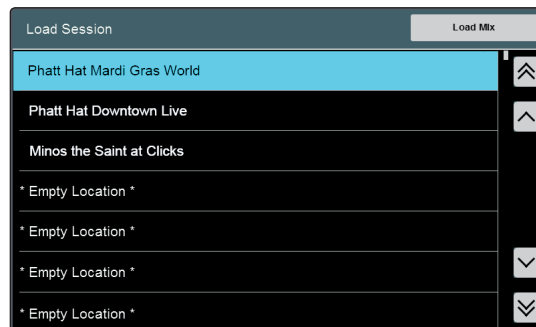 Load Session
Load Mix
Phatt Hat Mardi Gras World
Phatt Hat Downtown Live
Minos the Saint at Clicks
* Empty Location *
* Empty Location *
* Empty Location *
* Empty Location *